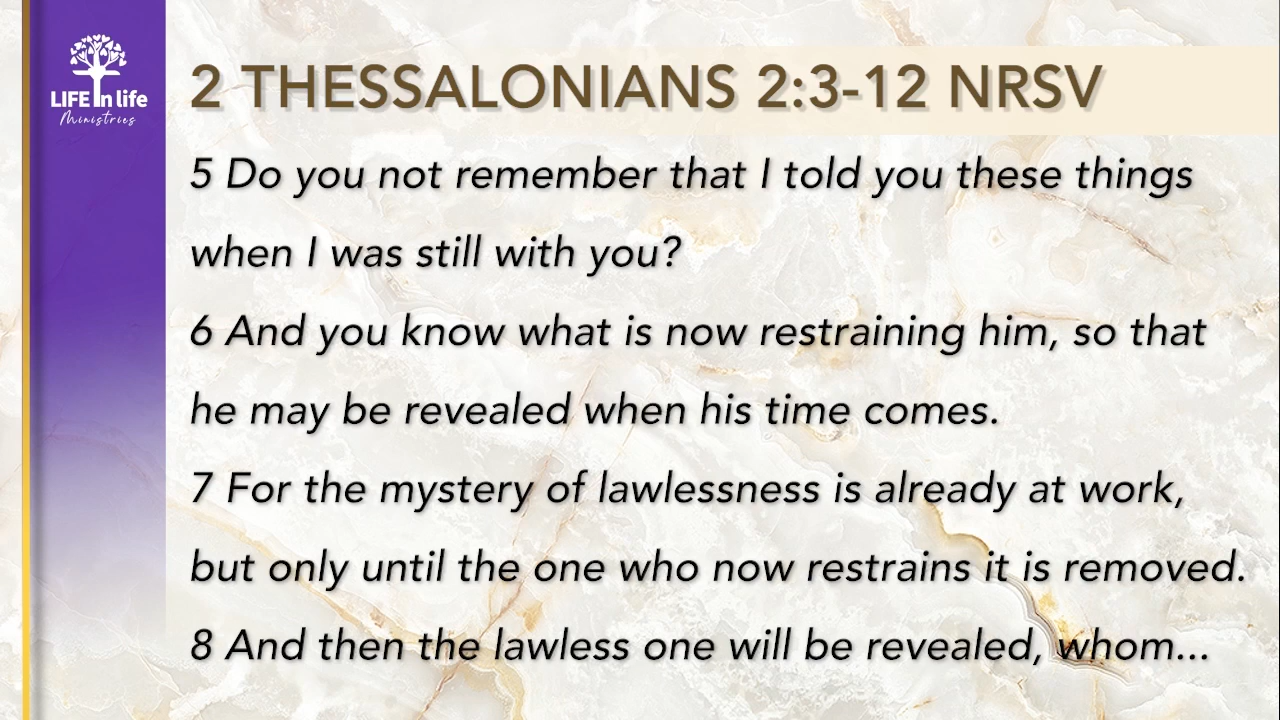 LIFE in life
Ministries
2 THESSALONIANS 2:3-12 NRSV
5 Do you not remember that I told you these things
when I was still with you?
6 And you know what is now restraining him, so that
he may be revealed when his time comes.
7 For the mystery of lawlessness is already at work,
but only until the one who now restrains it is removed.
8 And then the lawless one will be revealed, whom...